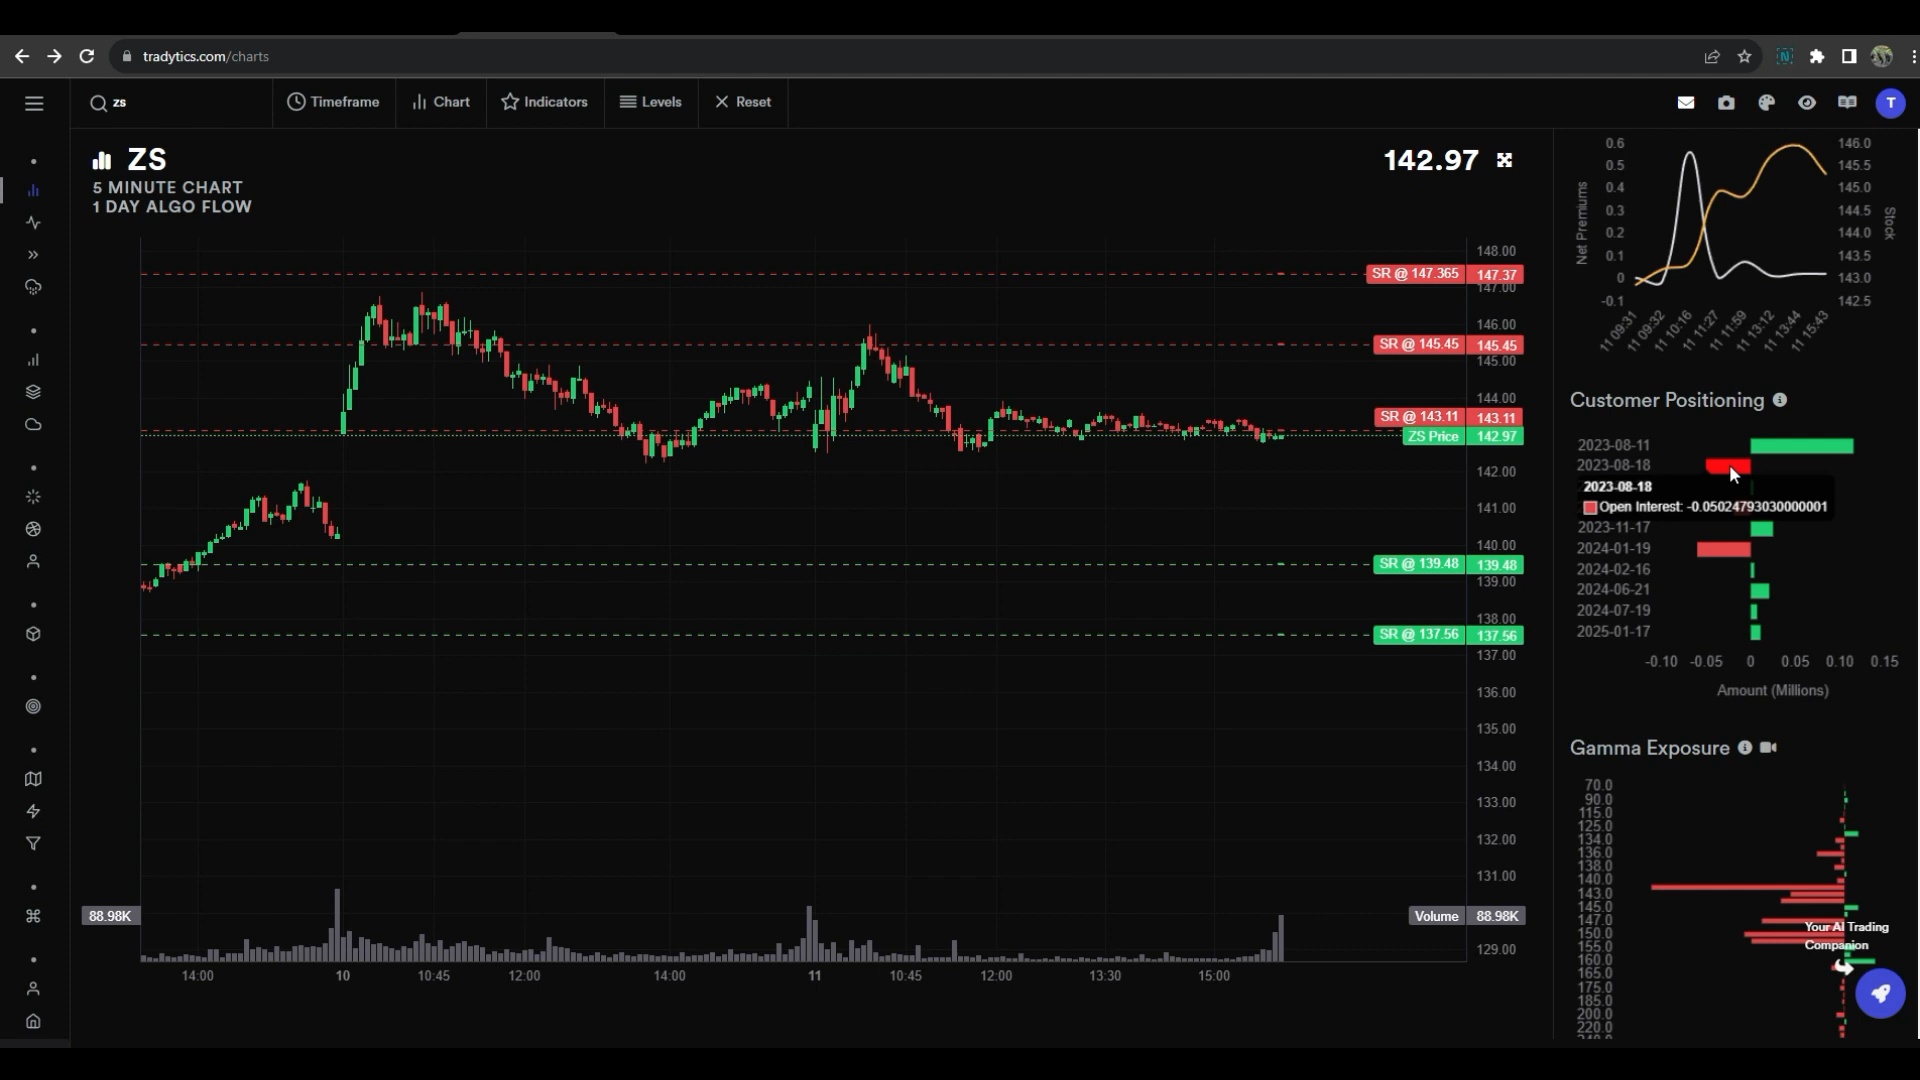 tradytics.com/charts
zs
Timeframe
Chart
Indicators
Levels
Reset
T
ZS
5 MINUTE CHART
1 DAY ALGO FLOW
142.97
148.00
SR @ 147.365 147.37
147.00
146.00
SR @ 145.45 145.45
145.00
144.00
SR @ 143.11 143.11
ZS Price 142.97
142.00
141.00
140.00
SR @ 139.48 139.48
139.00
138.00
SR @ 137.56 137.56
137.00
136.00
135.00
134.00
133.00
132.00
131.00
88.98K
Volume 88.98K
129.00
14:00 10 10:45 12:00 14:00 11 10:45 12:00 13:30 15:00
0.6 146.0
0.5 145.5
0.4 145.0
0.3 144.5
0.2 144.0
0.1 143.5
0 143.0
-0.1 142.5
Net Premiums
Stock
11 09:31 11 09:32 11 10:16 11 11:27 11 11:59 11 13:12 11 13:44 11 15:43
Customer Positioning
2023-08-11
2023-08-18
2023-08-18
Open Interest: -0.05024793030000001
2023-11-17
2024-01-19
2024-02-16
2024-06-21
2024-07-19
2025-01-17
-0.10 -0.05 0 0.05 0.10 0.15
Amount (Millions)
Gamma Exposure
70.0
90.0
115.0
125.0
134.0
136.0
138.0
140.0
143.0
145.0
147.0
150.0
155.0
160.0
165.0
175.0
185.0
200.0
220.0
Your AI Trading
Companion